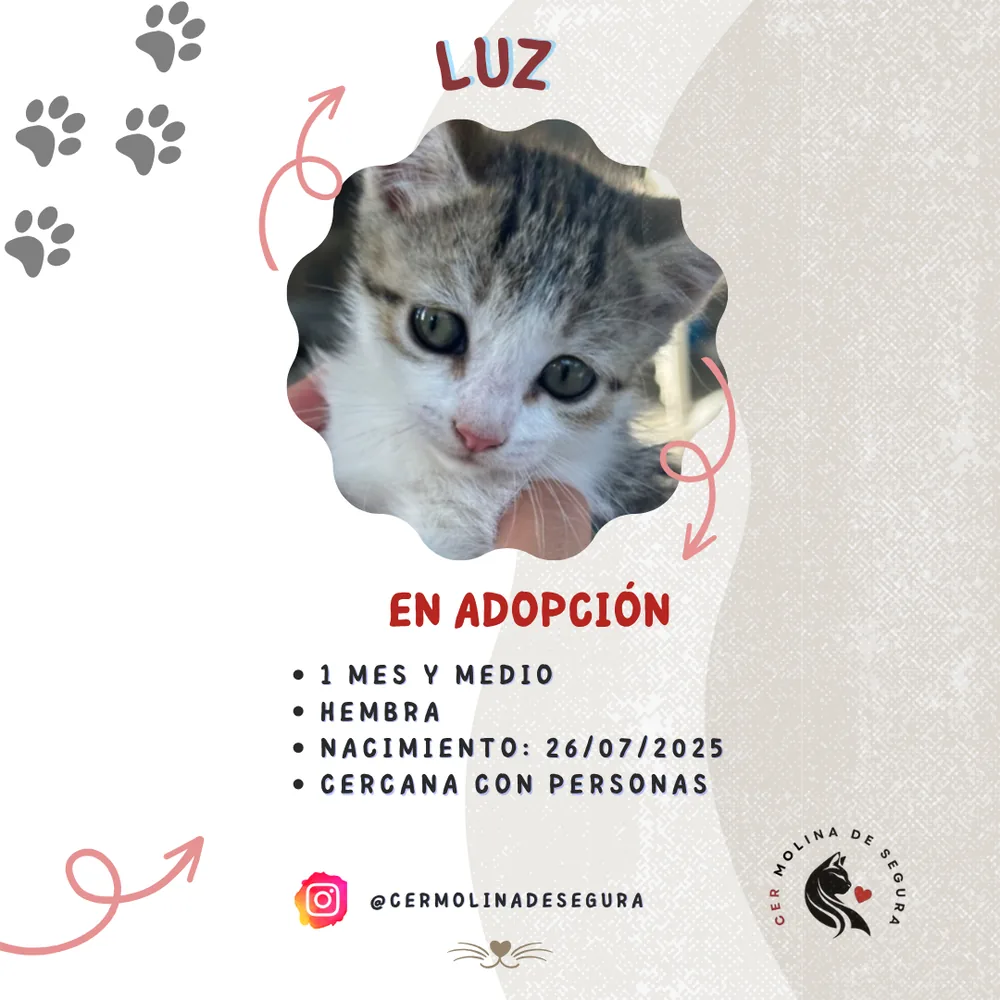 LUZ
EN ADOPCIÓN
• 1 MES Y MEDIO
• HEMBRA
• NACIMIENTO: 26/07/2025
• CERCANA CON PERSONAS
@CERMOLINADESEGURA
CER MOLINA DE SEGURA